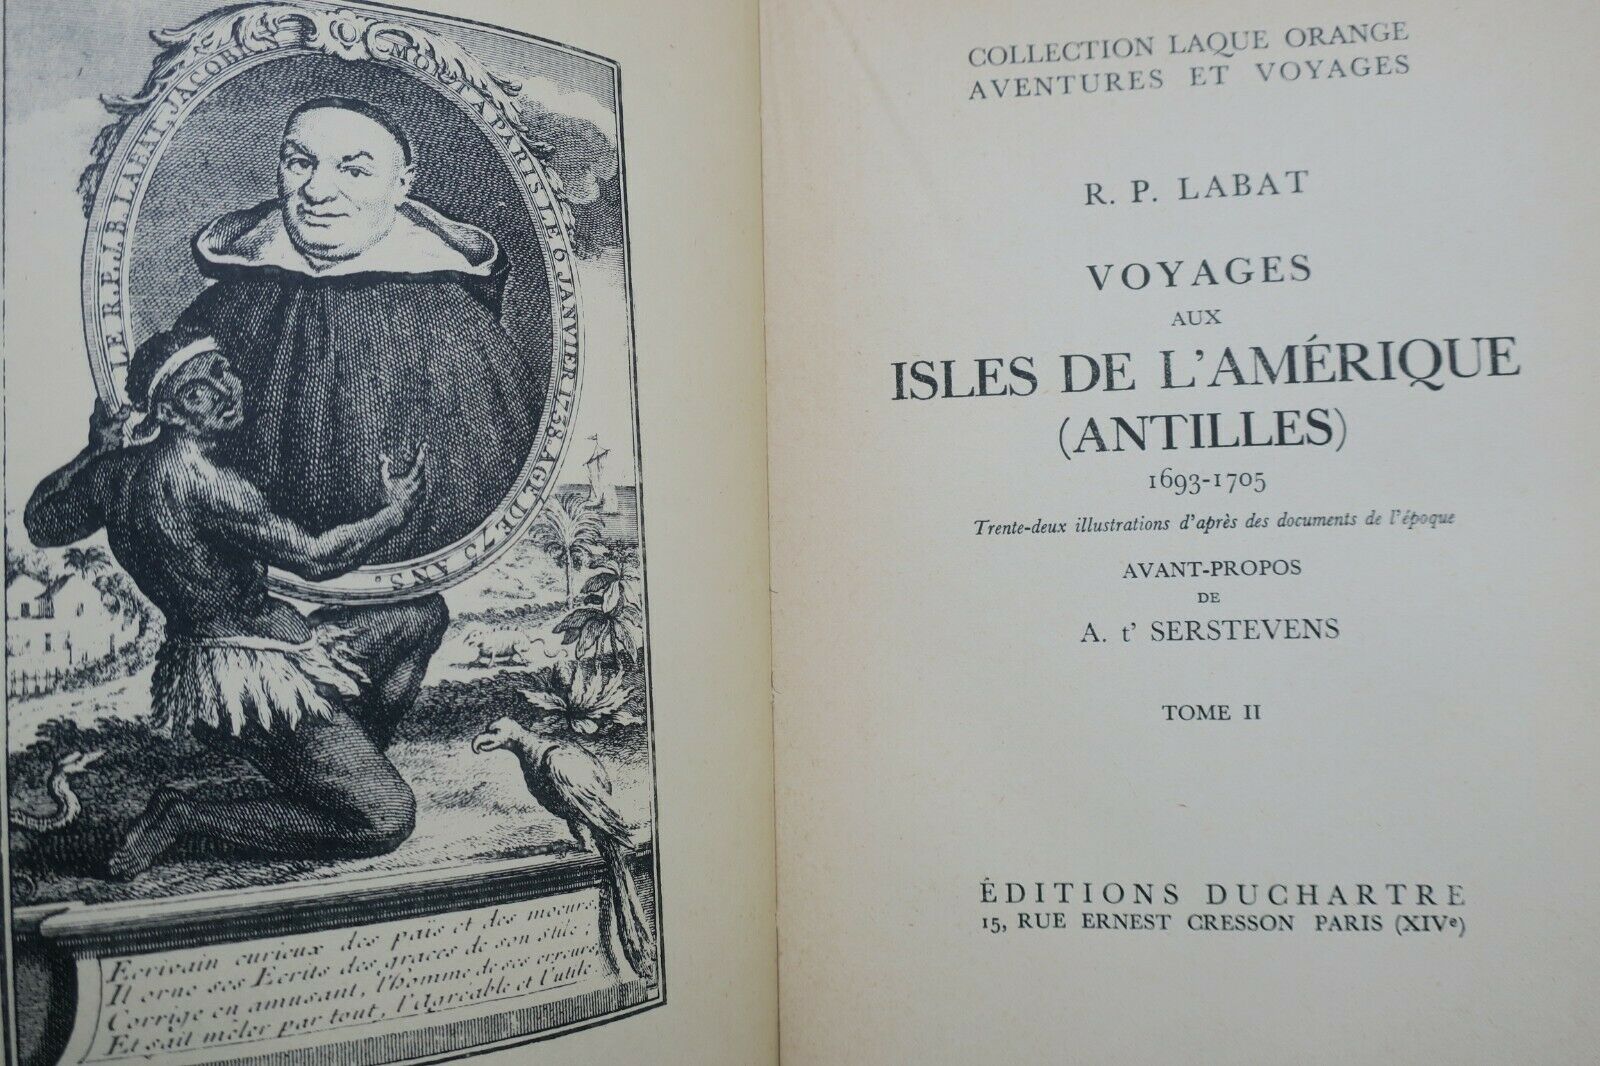 LE R.P. J.B. LABAT, JACOBIN MORT A PARIS LE 6 JANVIER 1738. AGÉ DE 75 ANS.
Ecrivain curieux des païs et des moeurs,
Il orne ses Ecrits des graces de son stile;
Corrige en amusant, l'homme de ses erreurs,
Et sait mêler par tout, l'Agréable et l'utile.
COLLECTION LAQUE ORANGE
AVENTURES ET VOYAGES
R. P. LABAT
VOYAGES
AUX
ISLES DE L'AMÉRIQUE
(ANTILLES)
1693-1705
Trente-deux illustrations d'après des documents de l'époque
AVANT-PROPOS
DE
A. t' SERSTEVENS
TOME II
ÉDITIONS DUCHARTRE
15, RUE ERNEST CRESSON PARIS (XIVe)